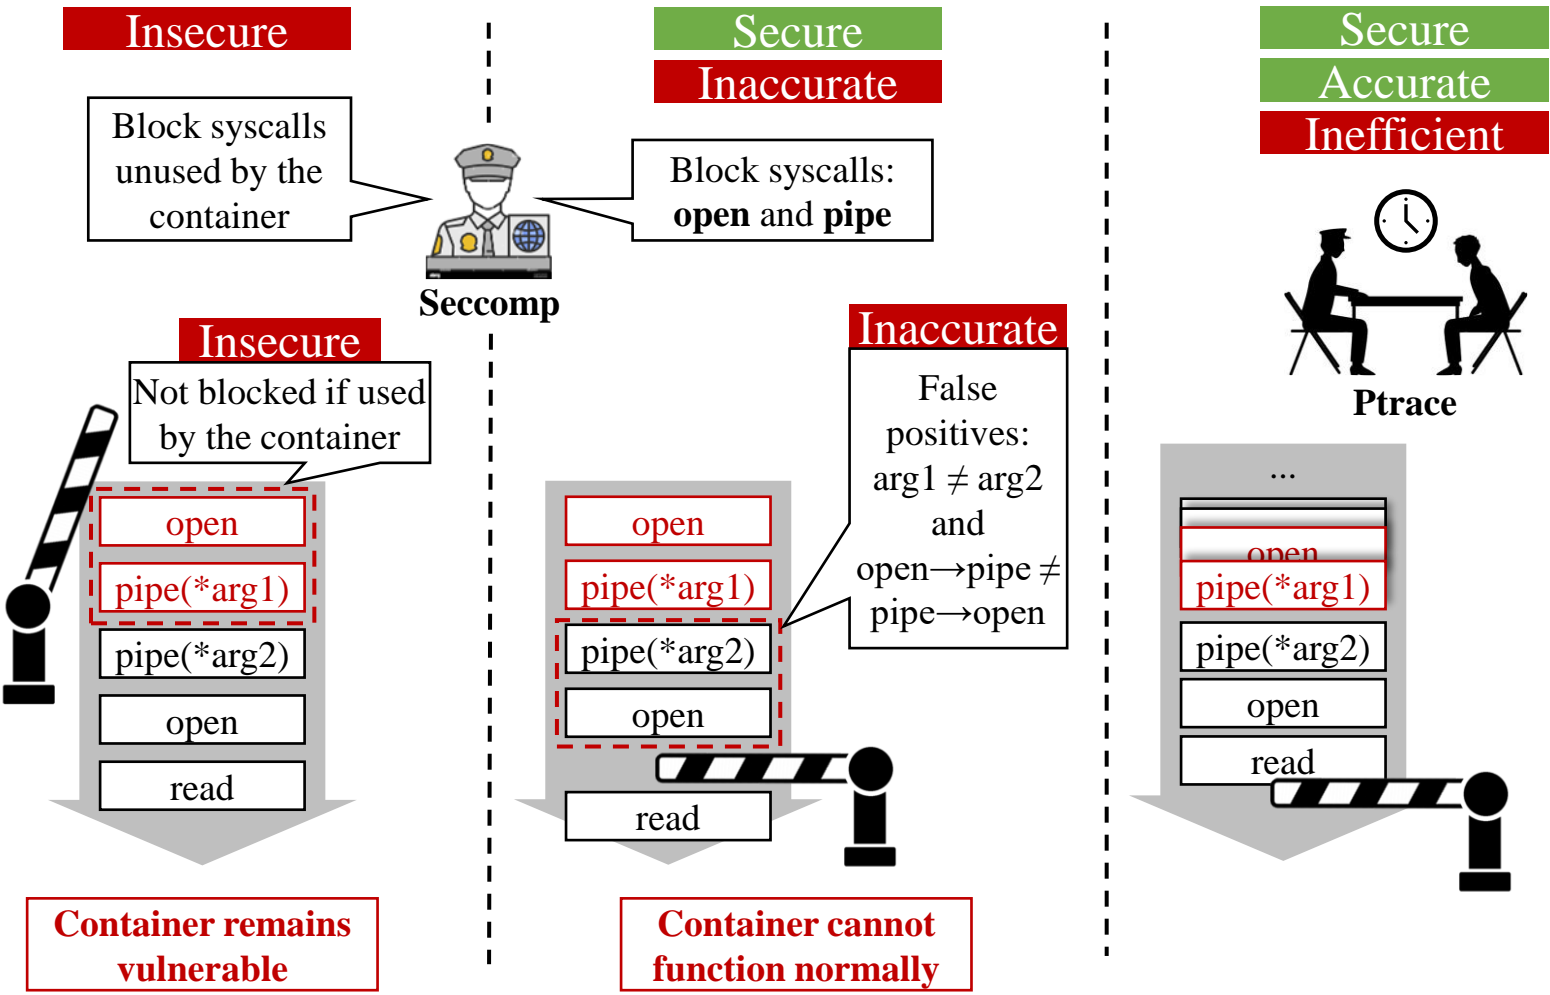 Insecure
Block syscalls
unused by the
container
Secure
Inaccurate
Block syscalls:
open and pipe
Seccomp
Insecure
Not blocked if used
by the container
open
pipe(*arg1)
pipe(*arg2)
open
read
Container remains
vulnerable
Inaccurate
False
positives:
arg1 ≠ arg2
and
open→pipe ≠
pipe→open
open
pipe(*arg1)
pipe(*arg2)
open
read
Container cannot
function normally
Secure
Accurate
Inefficient
Ptrace
...
open
pipe(*arg1)
pipe(*arg2)
open
read